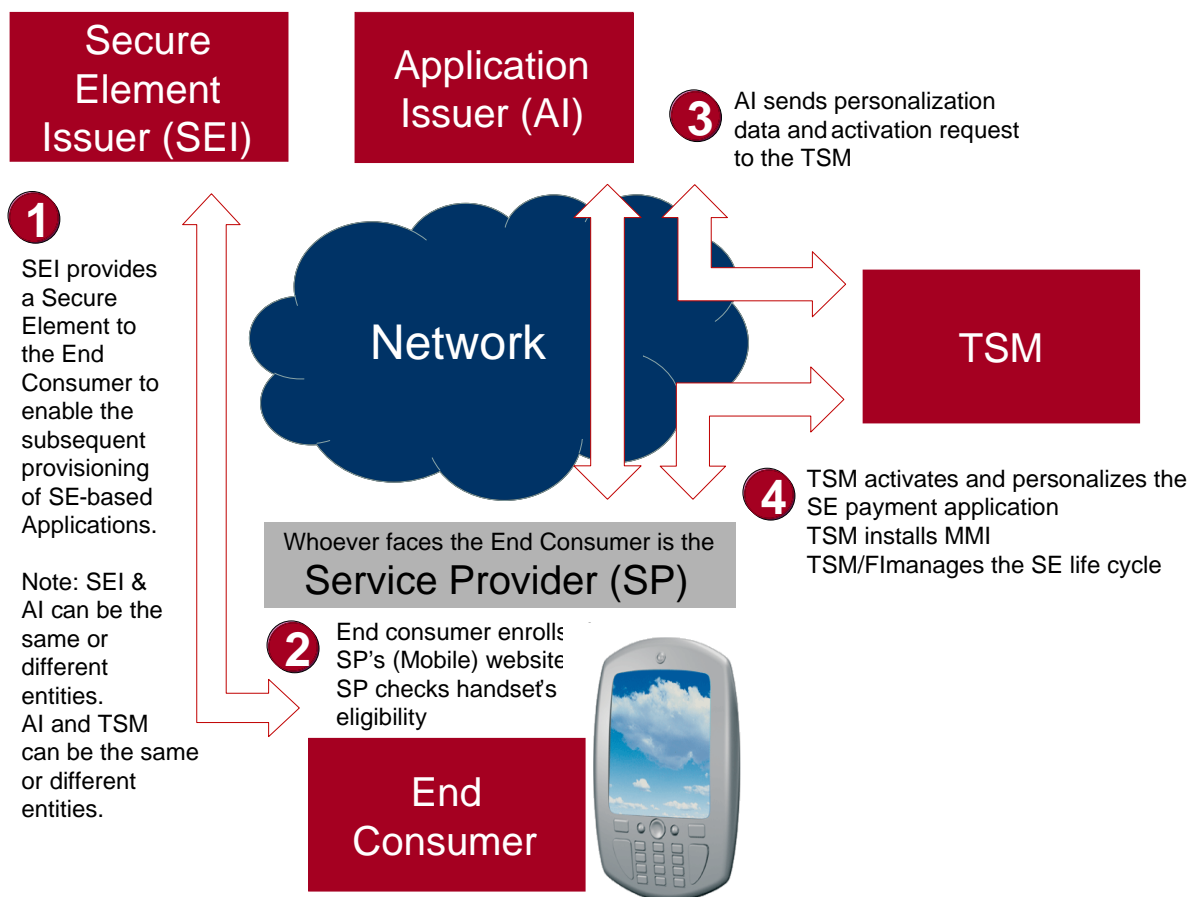 Secure
Element
Issuer (SEI)
Application
Issuer (AI)
3
AI sends personalization
data and activation request
to the TSM
1
SEI provides
a Secure
Element to
the End
Consumer to
enable the
subsequent
provisioning
of SE-based
Applications.
Note: SEI &
AI can be the
same or
different
entities.
AI and TSM
can be the same
or different
entities.
Network
TSM
4
TSM activates and personalizes the
SE payment application
TSM installs MMI
TSM/FImanages the SE life cycle
Whoever faces the End Consumer is the
Service Provider (SP)
2
End consumer enrolls
SP's (Mobile) website
SP checks handset's
eligibility
End
Consumer